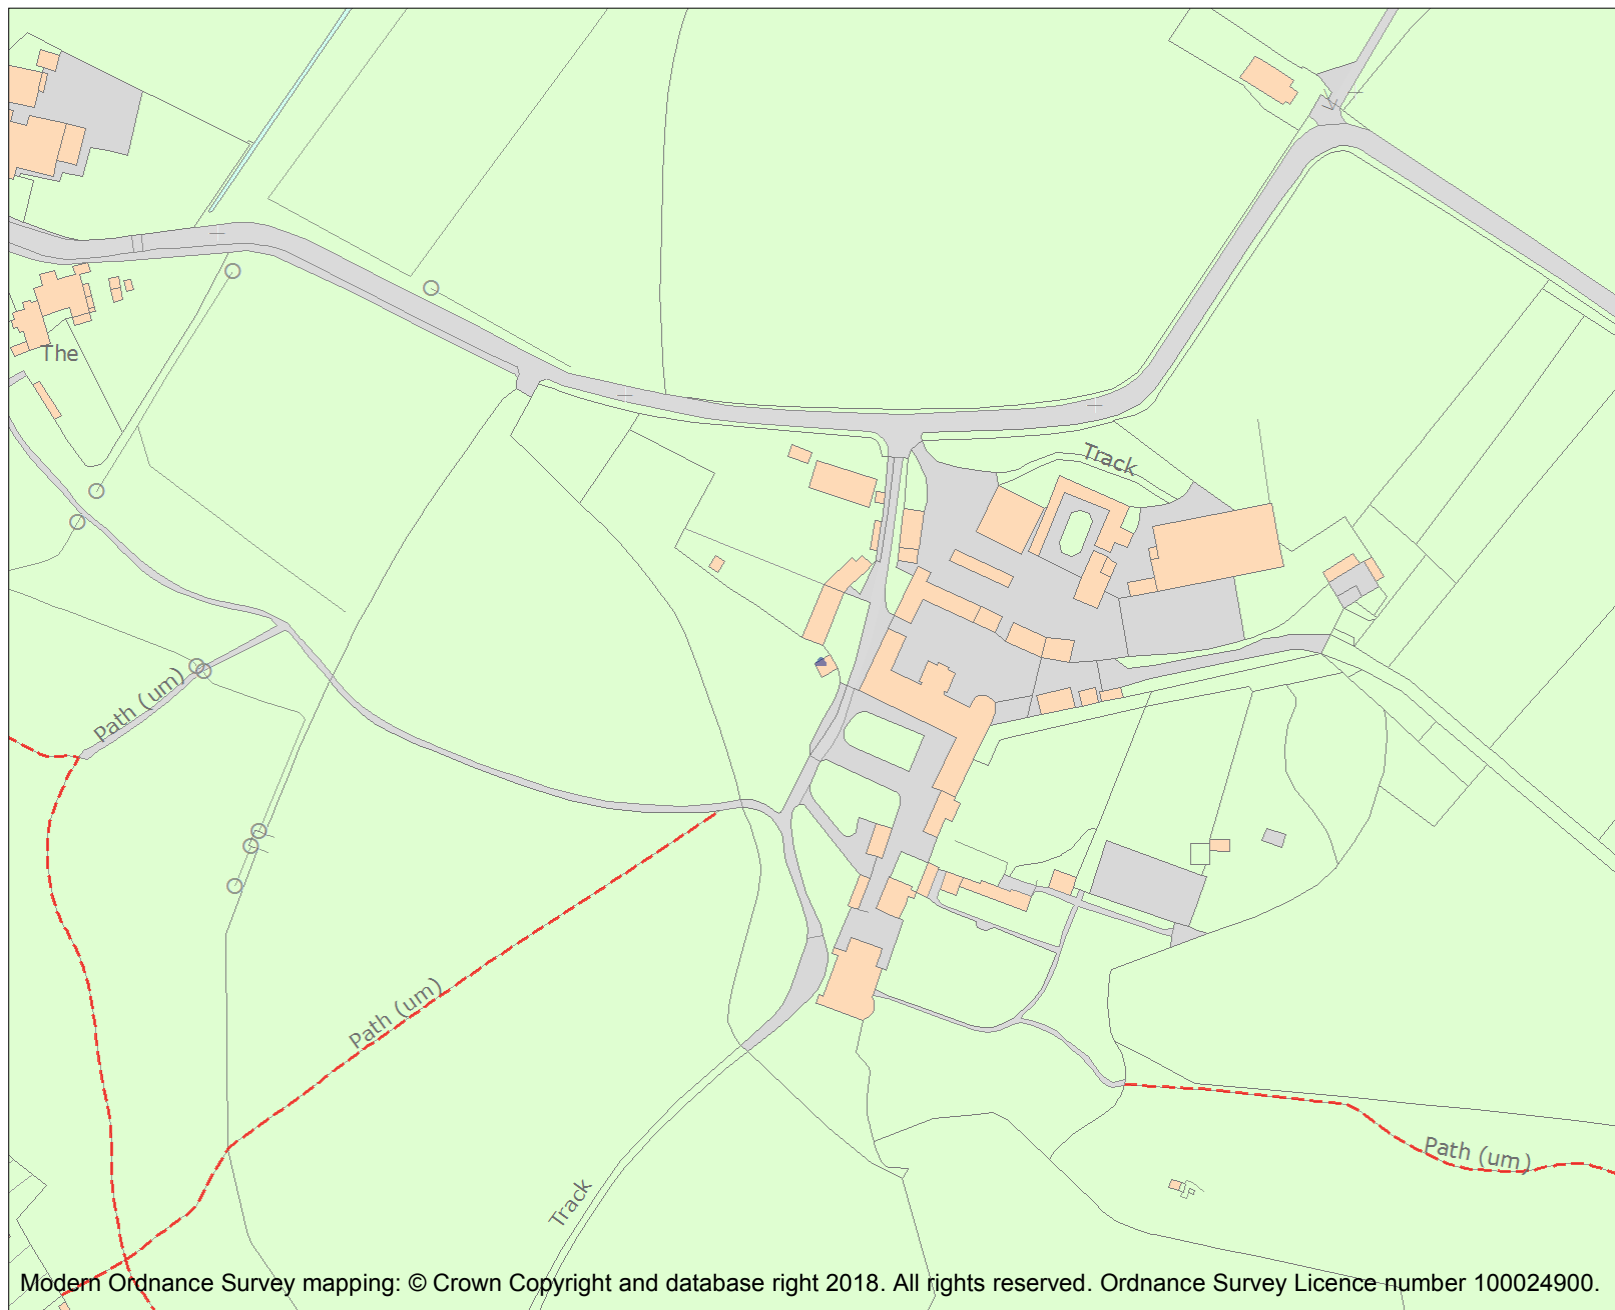 The
Track
Path (um)
Path (um)
Path (um)
Track
Modern Ordnance Survey mapping: © Crown Copyright and database right 2018. All rights reserved. Ordnance Survey Licence number 100024900.